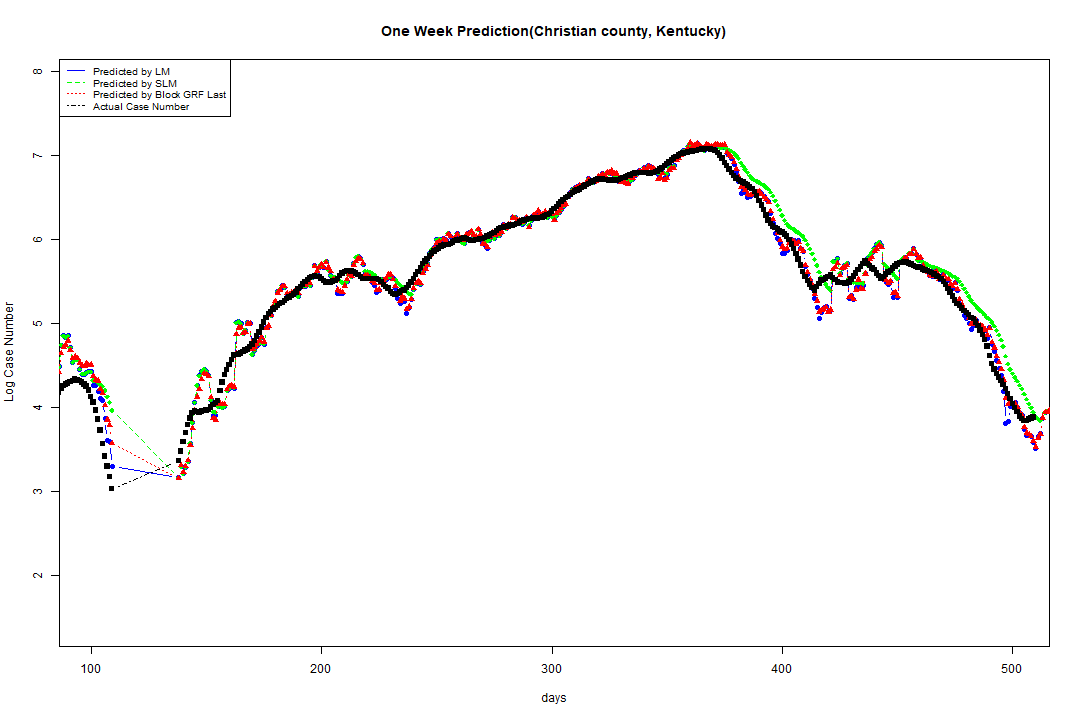 One Week Prediction(Christian county, Kentucky)
Predicted by LM
Predicted by SLM
Predicted by Block GRF Last
Actual Case Number
8
7
6
5
4
3
2
Log Case Number
100 200 300 400 500
days